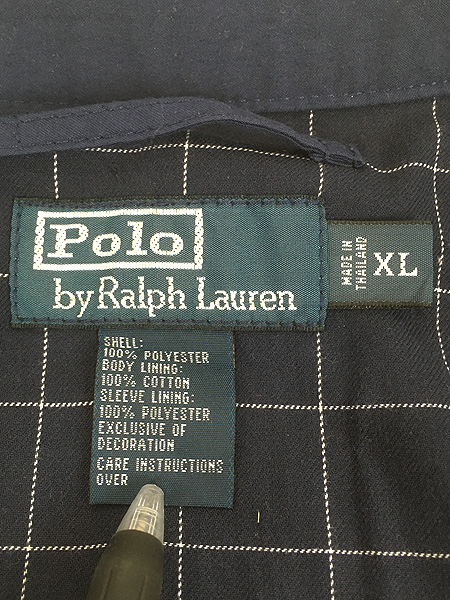 Polo
by Ralph Lauren
MADE IN
THAILAND
XL
SHELL:
100% POLYESTER
BODY LINING:
100% COTTON
SLEEVE LINING:
100% POLYESTER
EXCLUSIVE OF
DECORATION
CARE INSTRUCTIONS
OVER